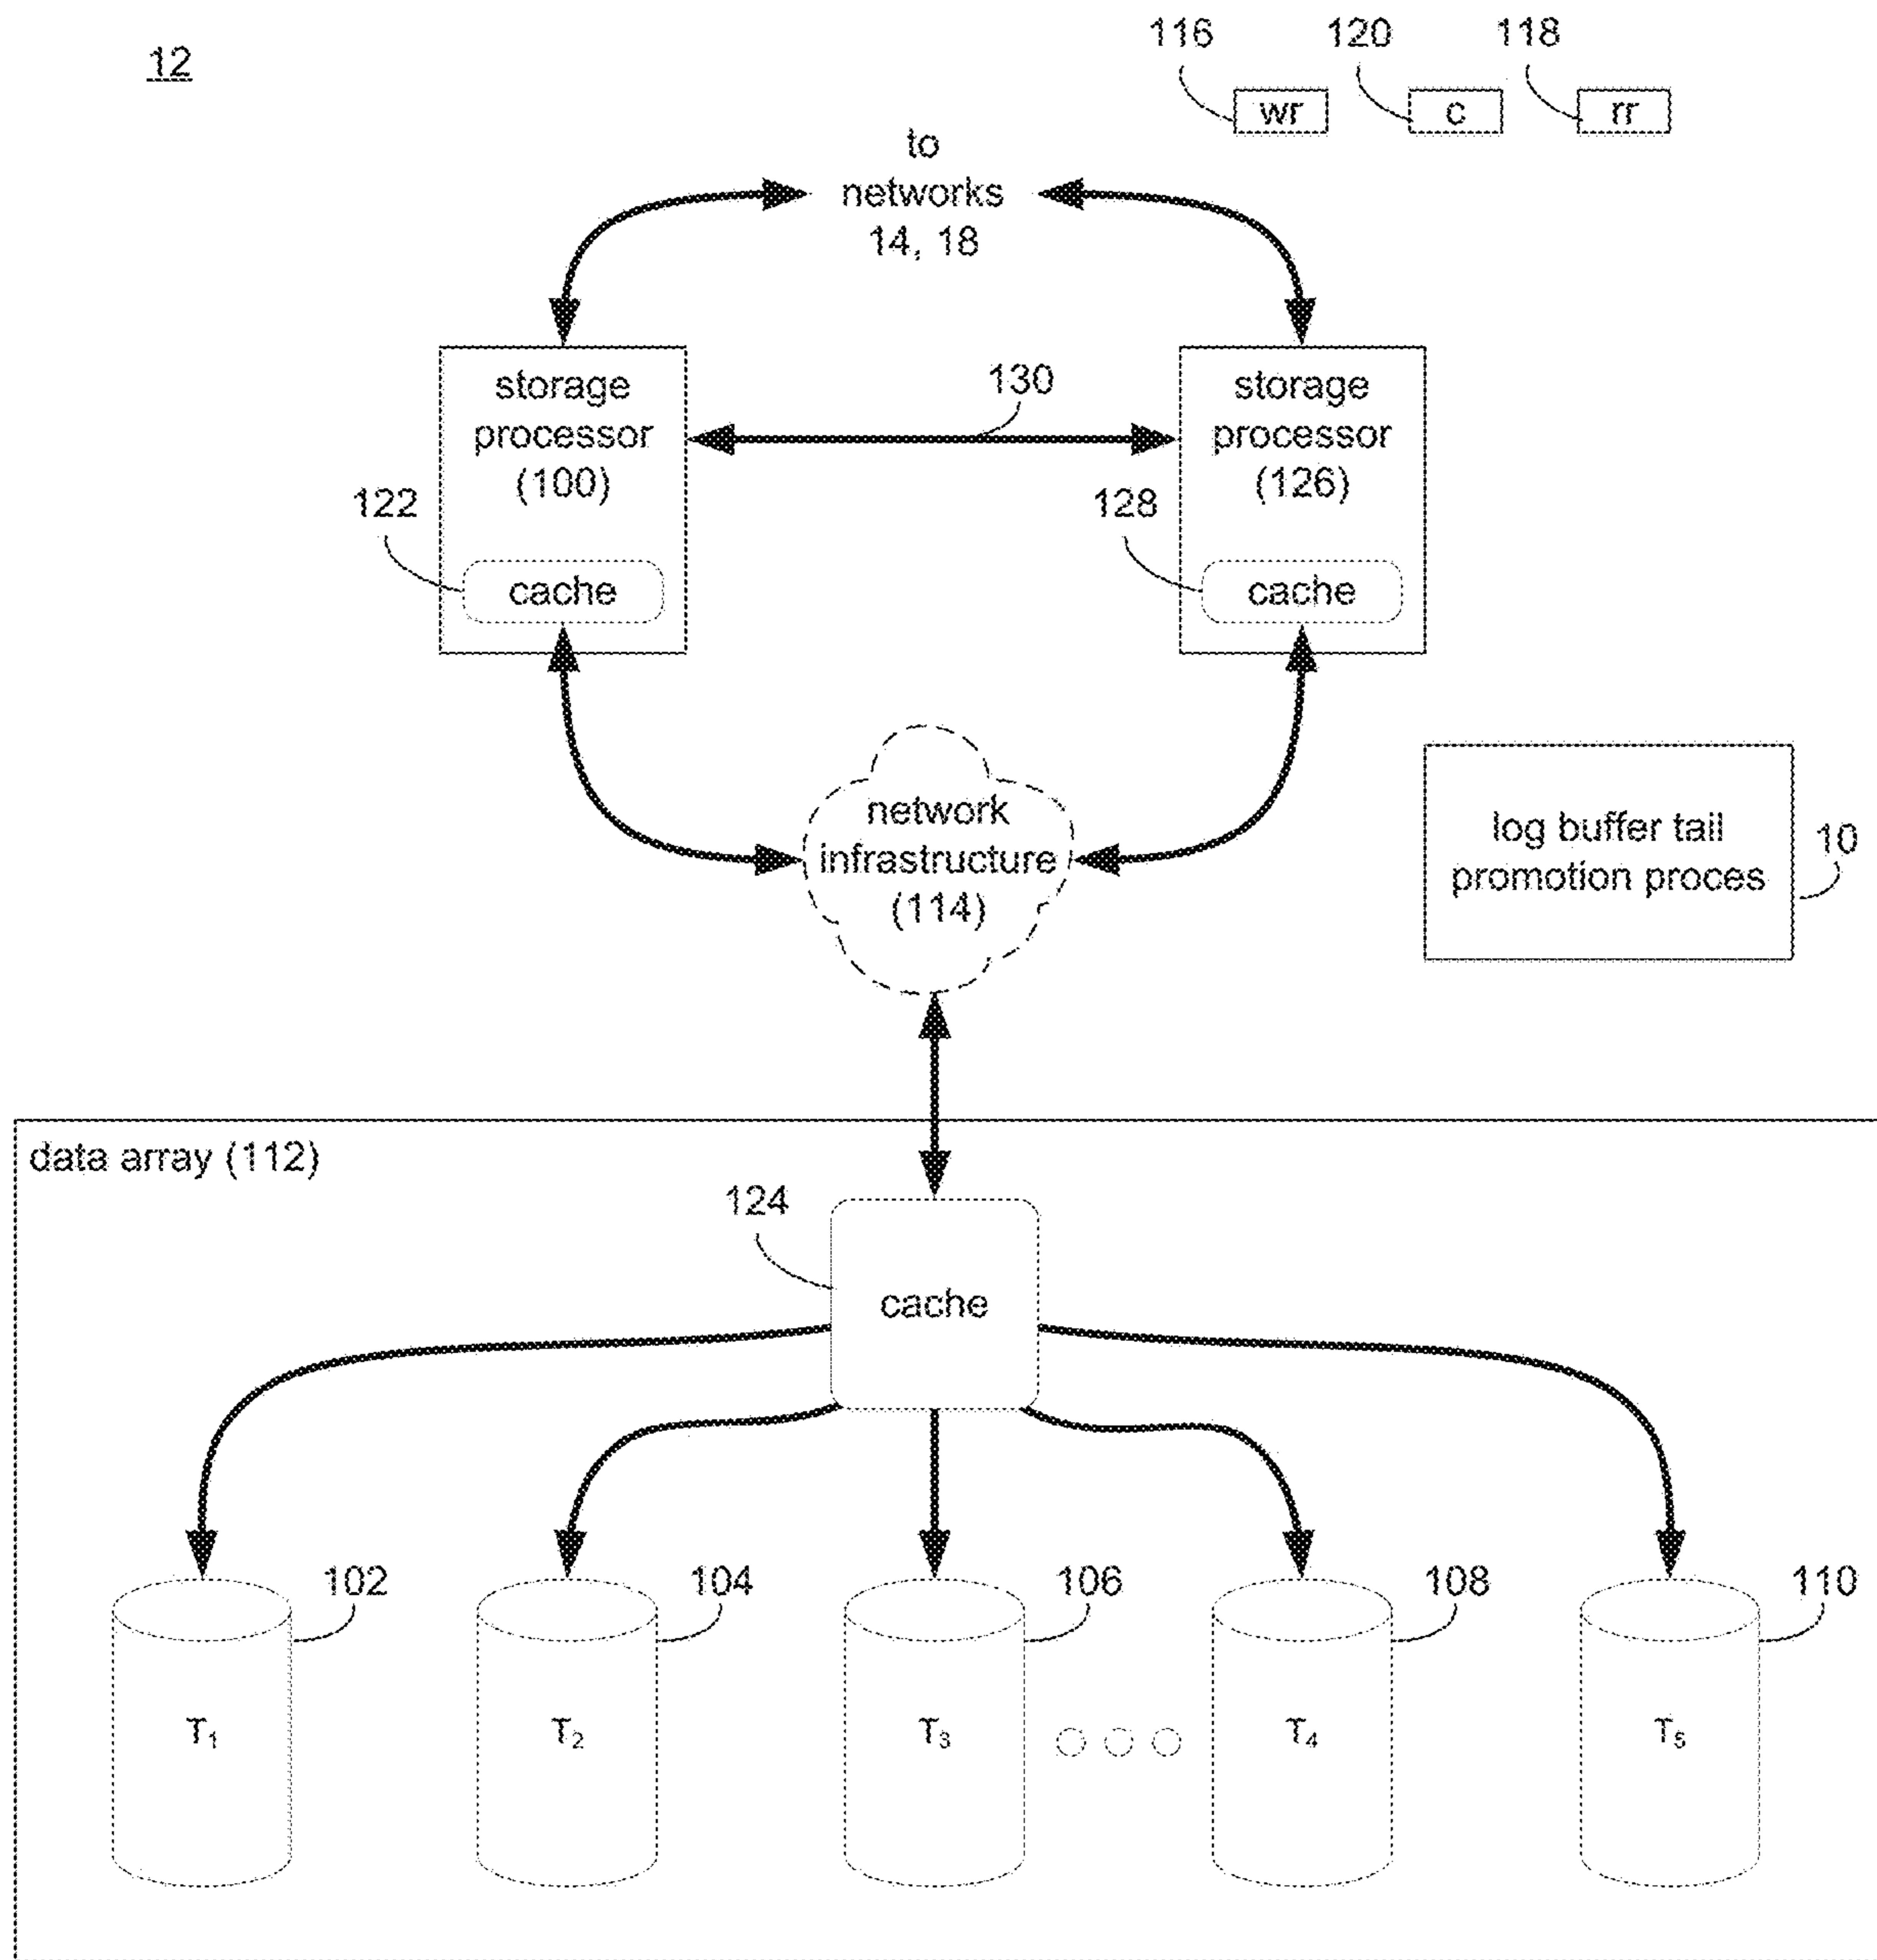 12
116 120 118
wr c rr
to
networks
14, 18
storage
processor
(100)
122
cache
130
storage
processor
(126)
128
cache
network
infrastructure
(114)
log buffer tail
promotion proces
10
data array (112)
124
cache
102 104 106 108 110
T₁ T₂ T₃ T₄ T₅